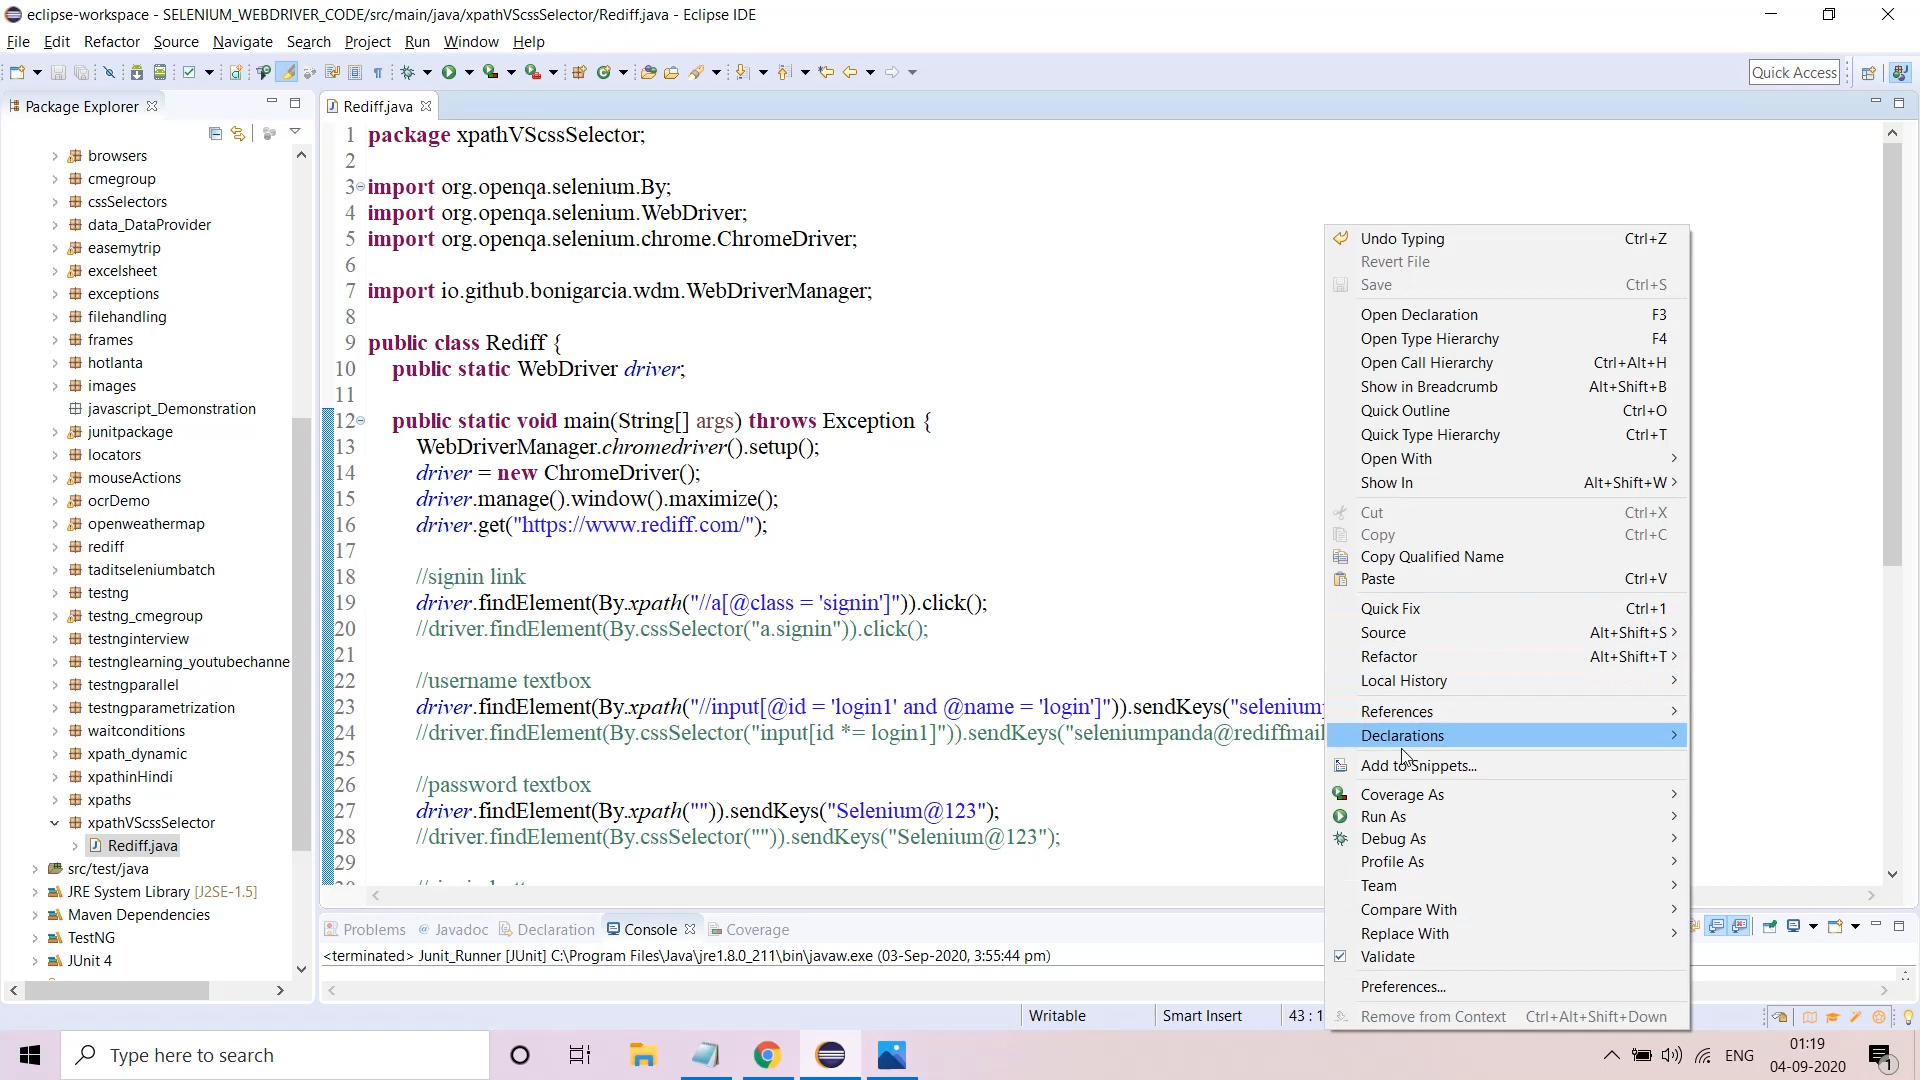 eclipse-workspace - SELENIUM_WEBDRIVER_CODE/src/main/java/xpathVScssSelector/Rediff.java - Eclipse IDE
File Edit Refactor Source Navigate Search Project Run Window Help
Quick Access
Package Explorer
browsers
cmegroup
cssSelectors
data_DataProvider
easemytrip
excelsheet
exceptions
filehandling
frames
hotlanta
images
javascript_Demonstration
junitpackage
locators
mouseActions
ocrDemo
openweathermap
rediff
taditseleniumbatch
testng
testng_cmegroup
testnginterview
testnglearning_youtubechanne
testngparallel
testngparametrization
waitconditions
xpath_dynamic
xpathinHindi
xpaths
xpathVScssSelector
Rediff.java
src/test/java
JRE System Library [J2SE-1.5]
Maven Dependencies
TestNG
JUnit 4
Rediff.java
1 package xpathVScssSelector;
2
3 import org.openqa.selenium.By;
4 import org.openqa.selenium.WebDriver;
5 import org.openqa.selenium.chrome.ChromeDriver;
6
7 import io.github.bonigarcia.wdm.WebDriverManager;
8
9 public class Rediff {
10 public static WebDriver driver;
11
12 public static void main(String[] args) throws Exception {
13 WebDriverManager.chromedriver().setup();
14 driver = new ChromeDriver();
15 driver.manage().window().maximize();
16 driver.get("https://www.rediff.com/");
17
18 //signin link
19 driver.findElement(By.xpath("//a[@class = 'signin']")).click();
20 //driver.findElement(By.cssSelector("a.signin")).click();
21
22 //username textbox
23 driver.findElement(By.xpath("//input[@id = 'login1' and @name = 'login']")).sendKeys("selenium
24 //driver.findElement(By.cssSelector("input[id *= login1]")).sendKeys("seleniumpanda@rediffmail
25
26 //password textbox
27 driver.findElement(By.xpath("")).sendKeys("Selenium@123");
28 //driver.findElement(By.cssSelector("")).sendKeys("Selenium@123");
29
Undo Typing Ctrl+Z
Revert File
Save Ctrl+S
Open Declaration F3
Open Type Hierarchy F4
Open Call Hierarchy Ctrl+Alt+H
Show in Breadcrumb Alt+Shift+B
Quick Outline Ctrl+O
Quick Type Hierarchy Ctrl+T
Open With
Show In Alt+Shift+W
Cut Ctrl+X
Copy Ctrl+C
Copy Qualified Name
Paste Ctrl+V
Quick Fix Ctrl+1
Source Alt+Shift+S
Refactor Alt+Shift+T
Local History
References
Declarations
Add to Snippets...
Coverage As
Run As
Debug As
Profile As
Team
Compare With
Replace With
Validate
Preferences...
Remove from Context Ctrl+Alt+Shift+Down
Problems Javadoc Declaration Console Coverage
<terminated> Junit_Runner [JUnit] C:\Program Files\Java\jre1.8.0_211\bin\javaw.exe (03-Sep-2020, 3:55:44 pm)
Writable Smart Insert 43 : 1
Type here to search
ENG
01:19
04-09-2020
1